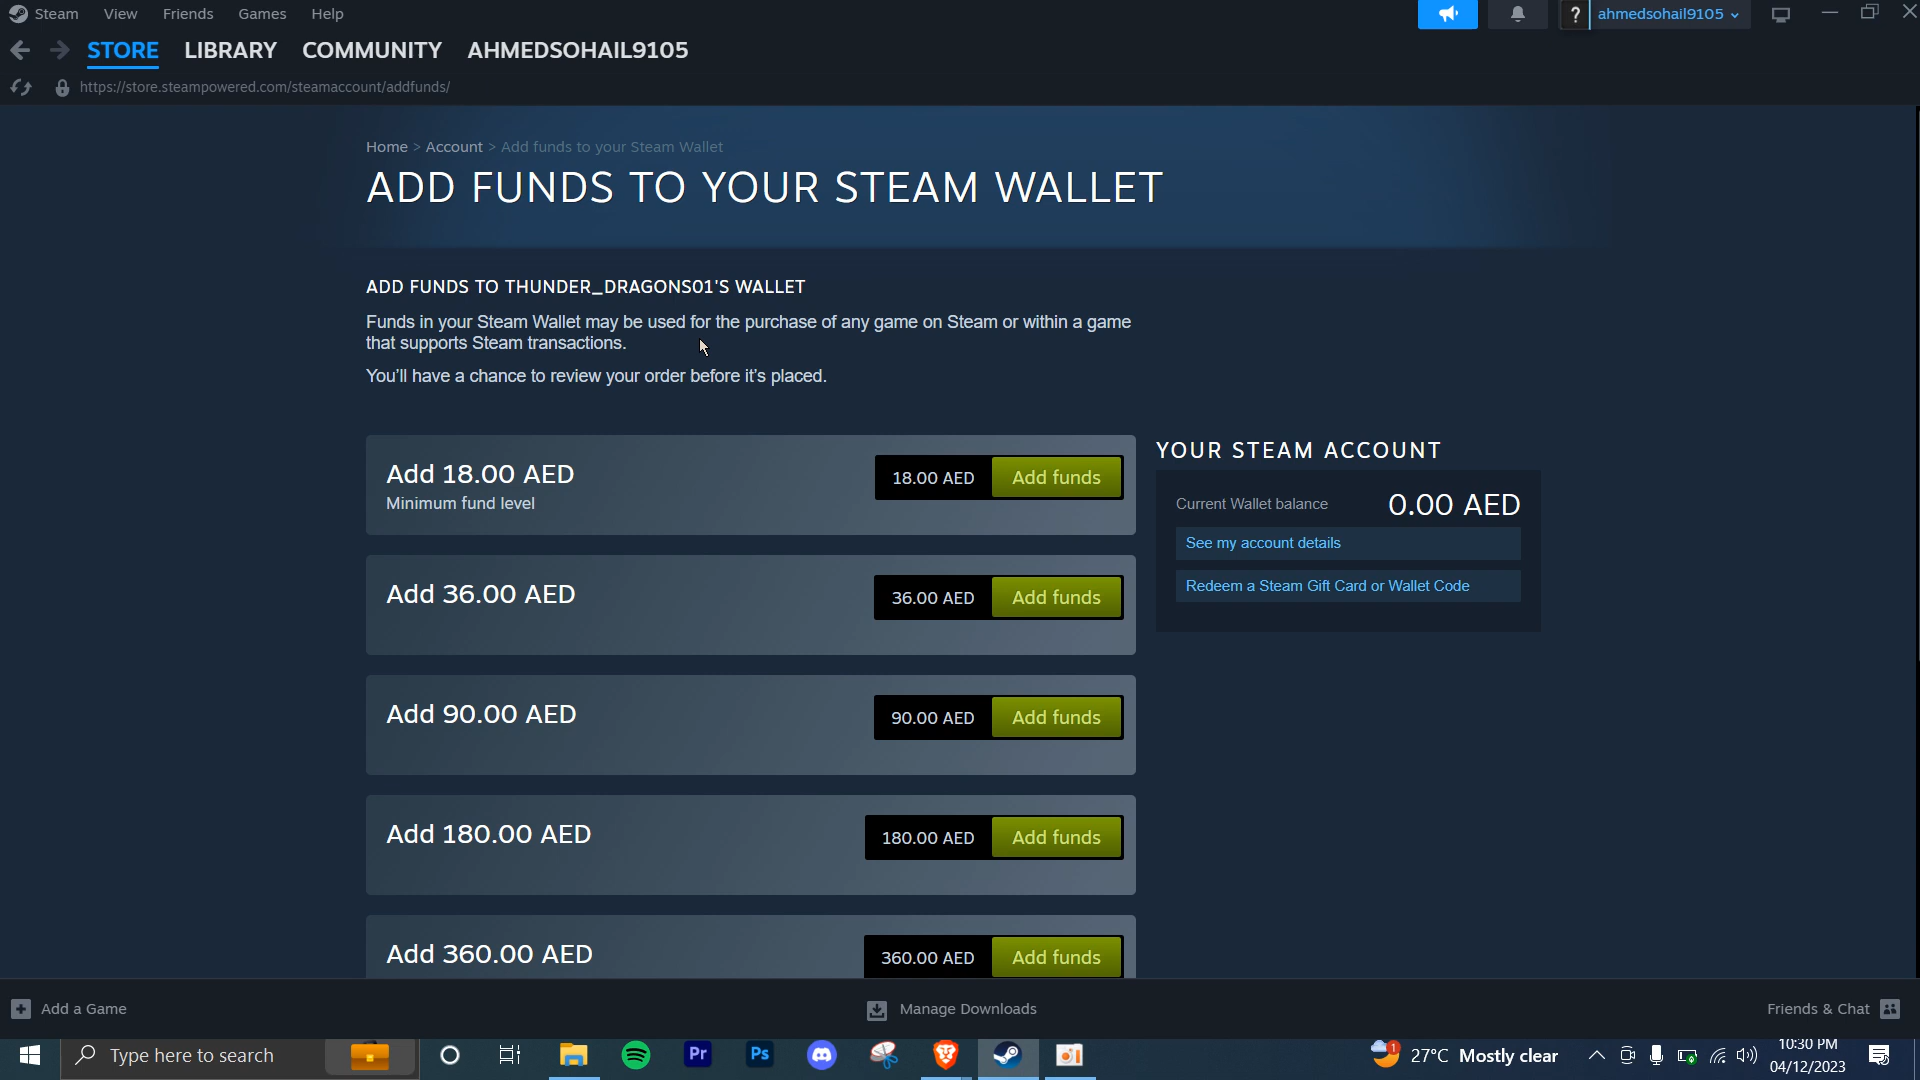 Steam View Friends Games Help
? ahmedsohail9105
STORE LIBRARY COMMUNITY AHMEDSOHAIL9105
https://store.steampowered.com/steamaccount/addfunds/
Home > Account > Add funds to your Steam Wallet
ADD FUNDS TO YOUR STEAM WALLET
ADD FUNDS TO THUNDER_DRAGONS01'S WALLET
Funds in your Steam Wallet may be used for the purchase of any game on Steam or within a game
that supports Steam transactions.
You'll have a chance to review your order before it's placed.
Add 18.00 AED
Minimum fund level
18.00 AED Add funds
Add 36.00 AED
36.00 AED Add funds
Add 90.00 AED
90.00 AED Add funds
Add 180.00 AED
180.00 AED Add funds
Add 360.00 AED
360.00 AED Add funds
YOUR STEAM ACCOUNT
Current Wallet balance 0.00 AED
See my account details
Redeem a Steam Gift Card or Wallet Code
Add a Game
Manage Downloads
Friends & Chat
Type here to search
Pr
Ps
1
27°C Mostly clear
10:30 PM
04/12/2023